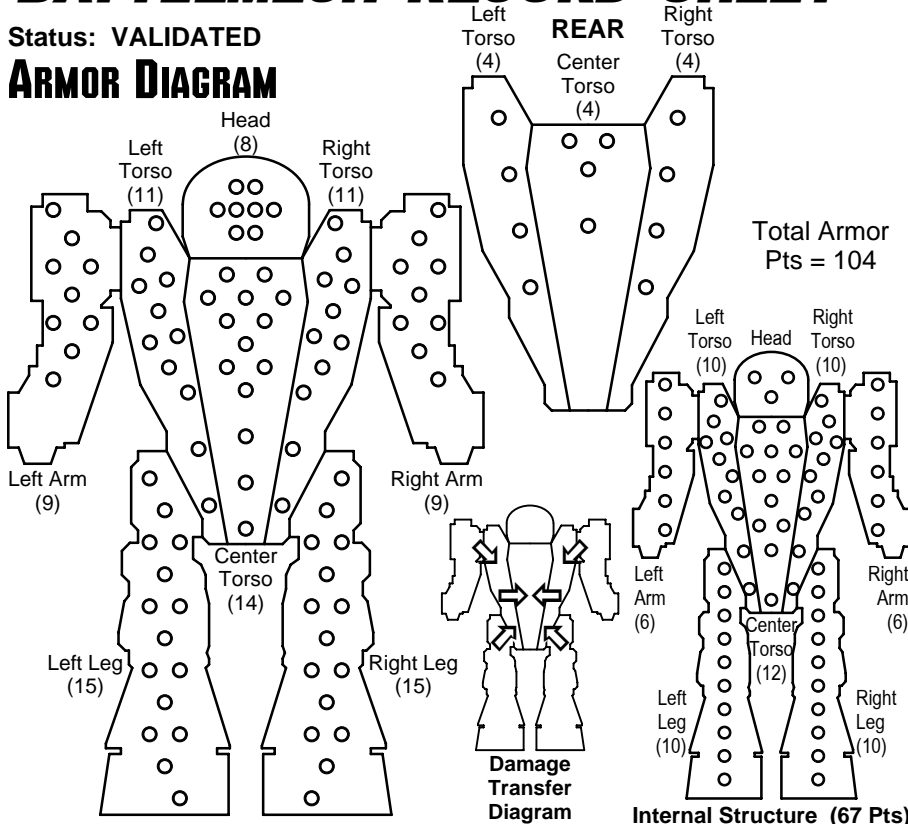 Status: VALIDATED
ARMOR DIAGRAM
Left
Torso
(4)
REAR
Center
Torso
(4)
Right
Torso
(4)
Head
(8)
Left
Torso
(11)
Right
Torso
(11)
Total Armor
Pts = 104
Left Arm
(9)
Right Arm
(9)
Center
Torso
(14)
Left Leg
(15)
Right Leg
(15)
Damage
Transfer
Diagram
Left
Torso
(10)
Head
Right
Torso
(10)
Left
Arm
(6)
Right
Arm
(6)
Center
Torso
(12)
Left
Leg
(10)
Right
Leg
(10)
Internal Structure (67 Pts)